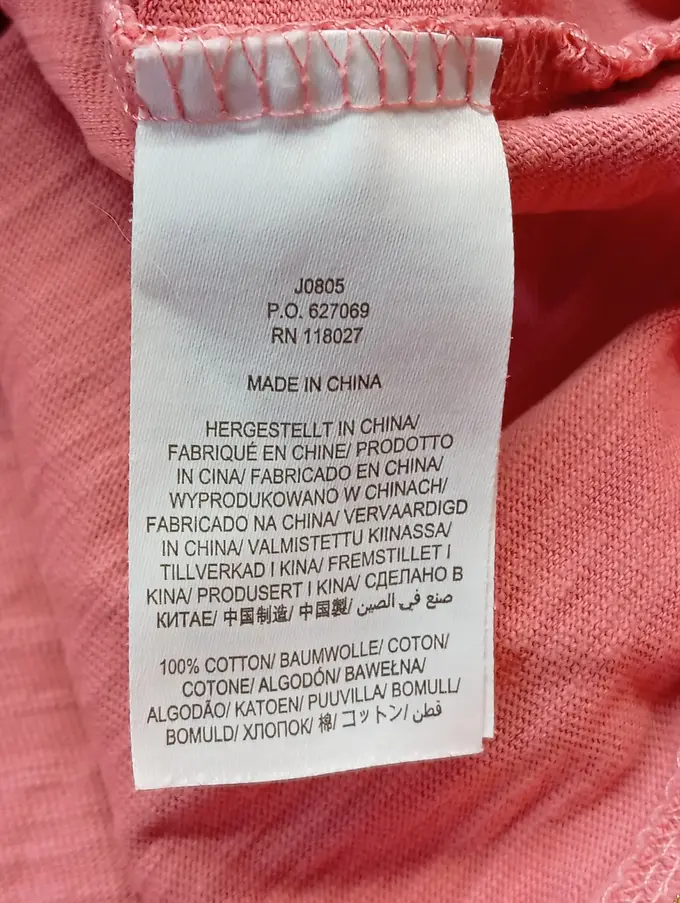 J0805
P.O. 627069
RN 118027
MADE IN CHINA
HERGESTELLT IN CHINA/
FABRIQUÉ EN CHINE/ PRODOTTO
IN CINA/ FABRICADO EN CHINA/
WYPRODUKOWANO W CHINACH/
FABRICADO NA CHINA/ VERVAARDIGD
IN CHINA/ VALMISTETTU KIINASSA/
TILLVERKAD I KINA/ FREMSTILLET I
KINA/ PRODUSERT I KINA/ СДЕЛАНО В
КИТАЕ/ 中国制造/ 中国製/ صنع في الصين
100% COTTON/ BAUMWOLLE/ COTON/
COTONE/ ALGODÓN/ BAWEŁNA/
ALGODÃO/ KATOEN/ PUUVILLA/ BOMULL/
BOMULD/ ХЛОПОК/ 棉/ コットン/ قطن